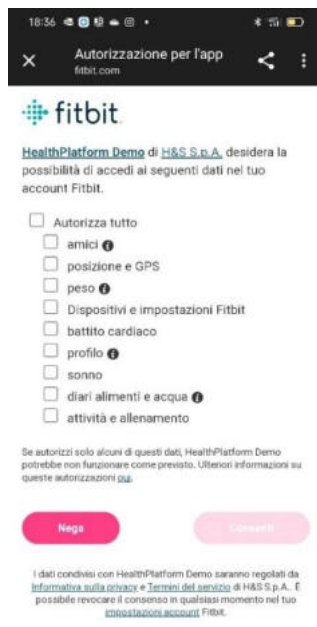 18:36
Autorizzazione per l'app
fitbit.com
fitbit
HealthPlatform Demo di H&S S.p.A. desidera la
possibilità di accedi ai seguenti dati nel tuo
account Fitbit.
Autorizza tutto
amici
posizione e GPS
peso
Dispositivi e impostazioni Fitbit
battito cardiaco
profilo
sonno
diari alimenti e acqua
attività e allenamento
Se autorizzi solo alcuni di questi dati, HealthPlatform Demo
potrebbe non funzionare come previsto. Ulteriori informazioni su
queste autorizzazioni qui.
Nega
Consenti
I dati condivisi con HealthPlatform Demo saranno regolati da
Informativa sulla privacy e Termini del servizio di H&S S.p.A.. È
possibile revocare il consenso in qualsiasi momento nel tuo
impostazioni account Fitbit.